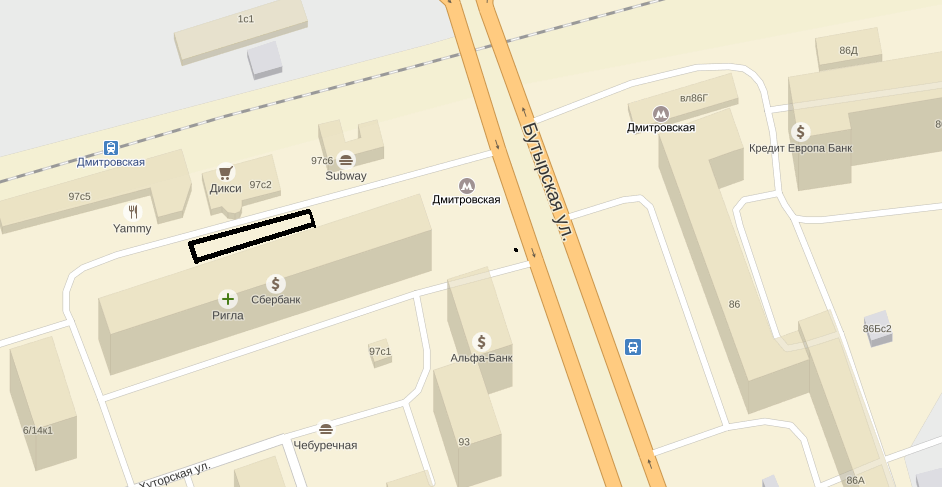 1с1
86Д
вл86Г
Дмитровская
Бутырская ул.
Кредит Европа Банк
Дмитровская
97с6
Subway
Дикси
97с2
97с5
Yammy
Дмитровская
Сбербанк
Ригла
86
86Бс2
97с1
Альфа-Банк
6/14к1
Чебуречная
93
Хуторская ул.
86А